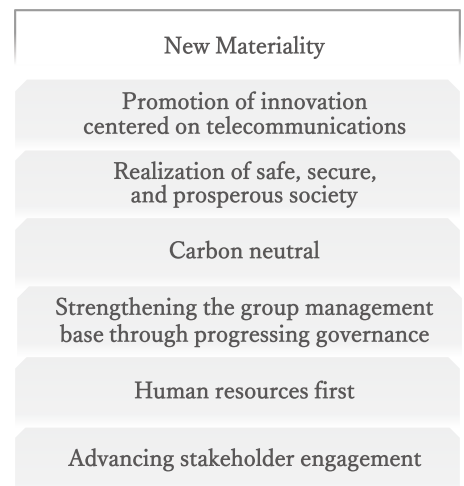 New Materiality
Promotion of innovation
centered on telecommunications
Realization of safe, secure,
and prosperous society
Carbon neutral
Strengthening the group management
base through progressing governance
Human resources first
Advancing stakeholder engagement